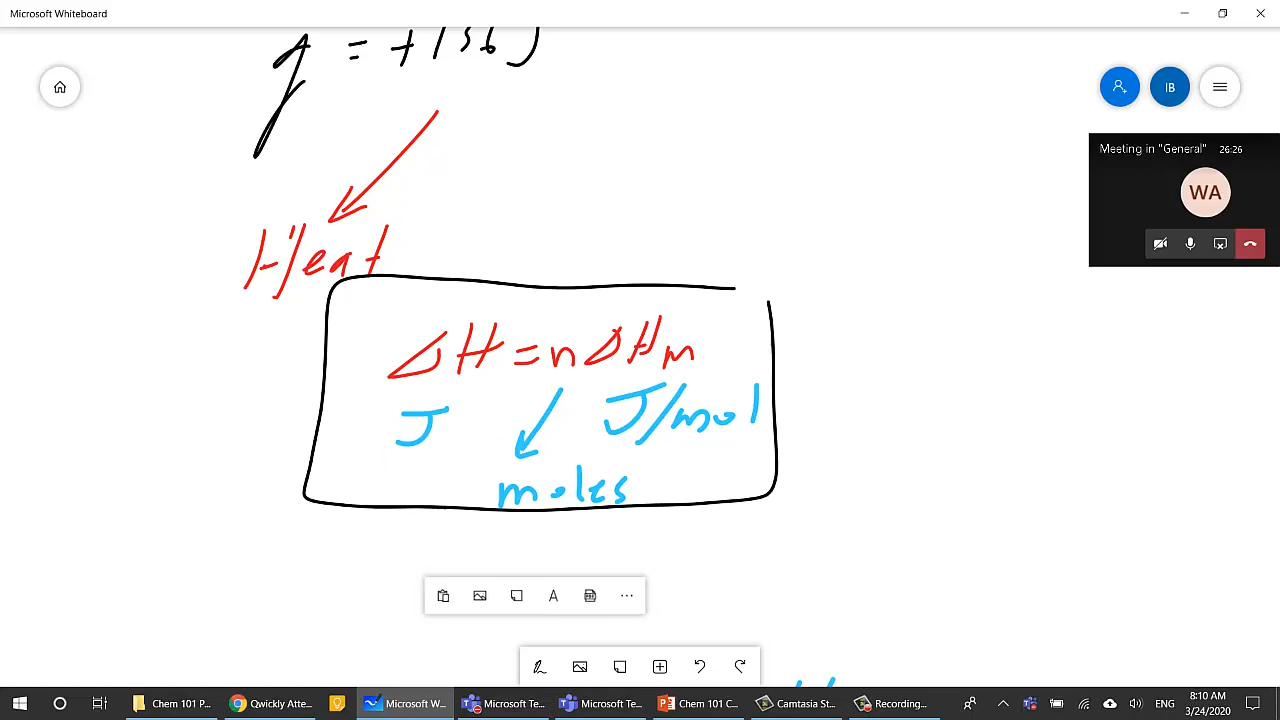 Microsoft Whiteboard
q = +136 J
IB
Meeting in "General" 26:26
WA
Heat
ΔH = nΔHm
J J/mol
moles
A
Chem 101 P...
Qwickly Atte...
Microsoft W...
Microsoft Te...
Microsoft Te...
Chem 101 C...
Camtasia St...
Recording...
ENG
8:10 AM
3/24/2020